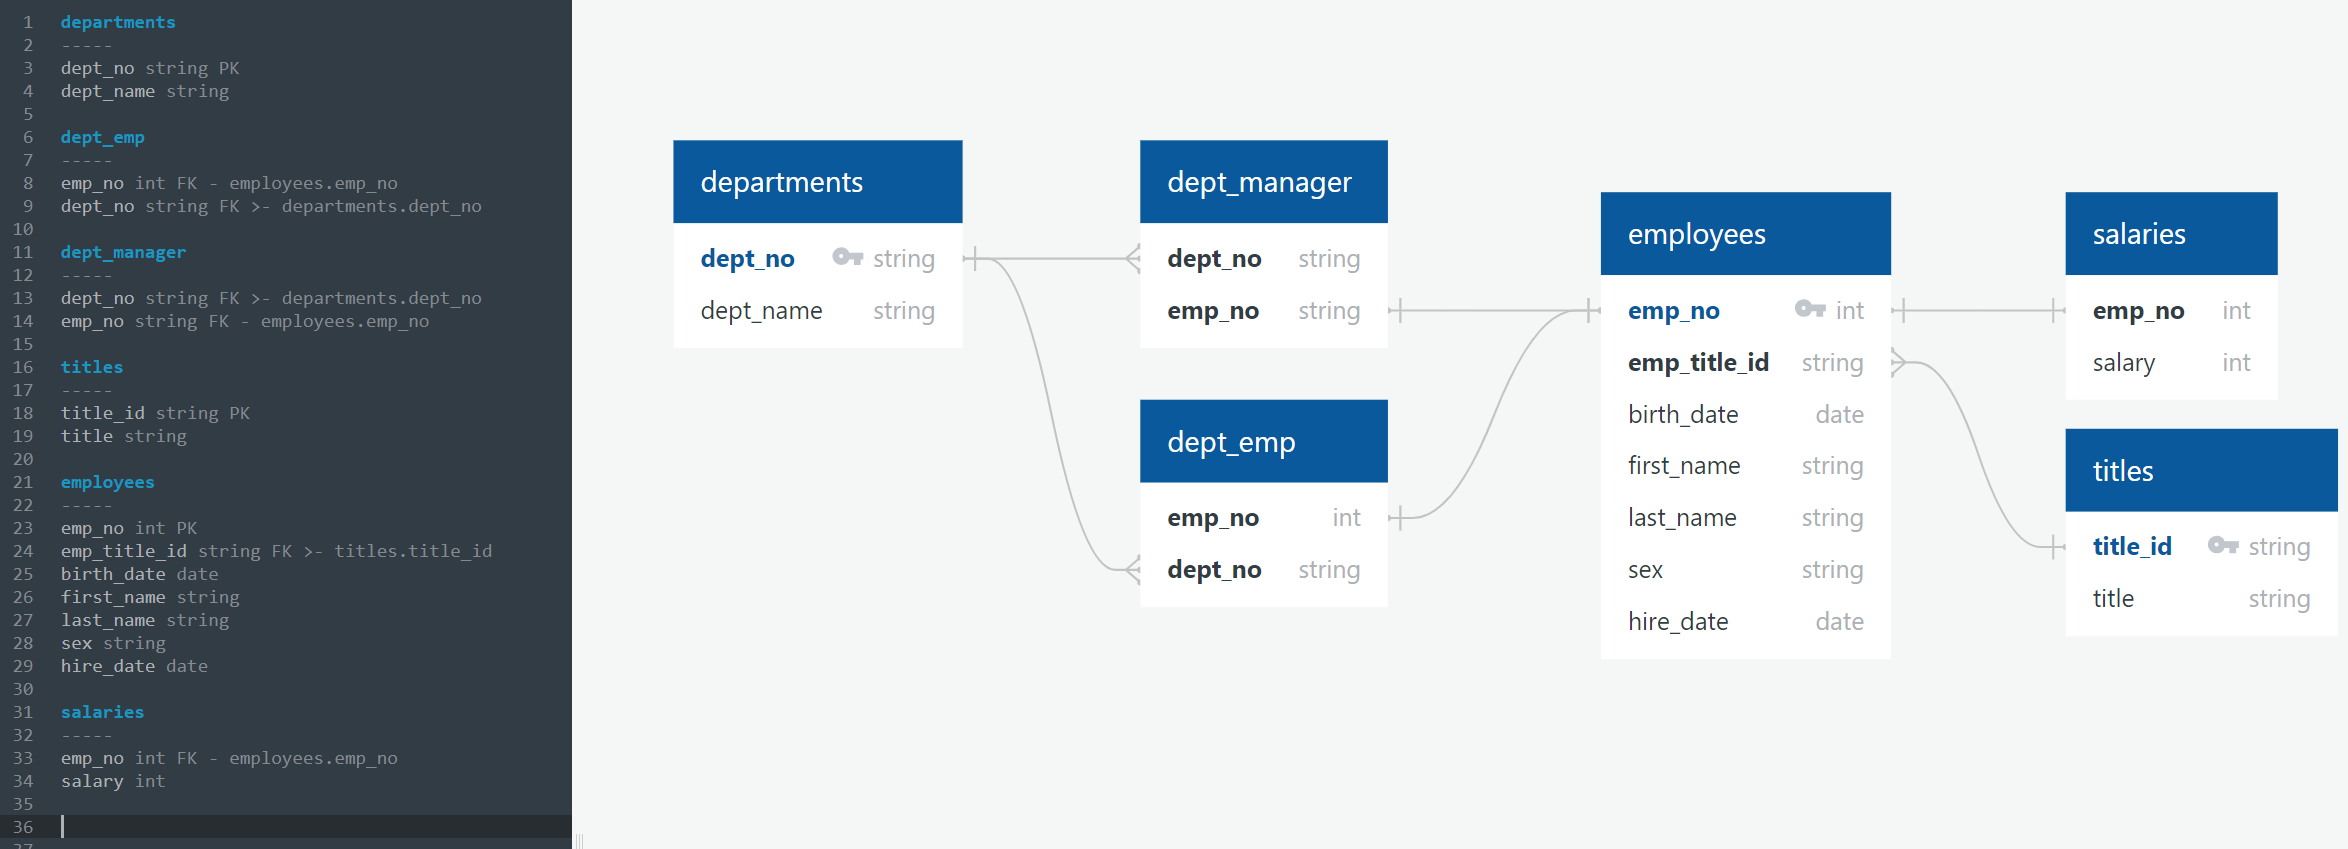 1 departments
2 -----
3 dept_no string PK
4 dept_name string
5
6 dept_emp
7 -----
8 emp_no int FK - employees.emp_no
9 dept_no string FK >- departments.dept_no
10
11 dept_manager
12 -----
13 dept_no string FK >- departments.dept_no
14 emp_no string FK - employees.emp_no
15
16 titles
17 -----
18 title_id string PK
19 title string
20
21 employees
22 -----
23 emp_no int PK
24 emp_title_id string FK >- titles.title_id
25 birth_date date
26 first_name string
27 last_name string
28 sex string
29 hire_date date
30
31 salaries
32 -----
33 emp_no int FK - employees.emp_no
34 salary int
35
36
37
departments
dept_no string
dept_name string
dept_manager
dept_no string
emp_no string
dept_emp
emp_no int
dept_no string
employees
emp_no int
emp_title_id string
birth_date date
first_name string
last_name string
sex string
hire_date date
salaries
emp_no int
salary int
titles
title_id string
title string